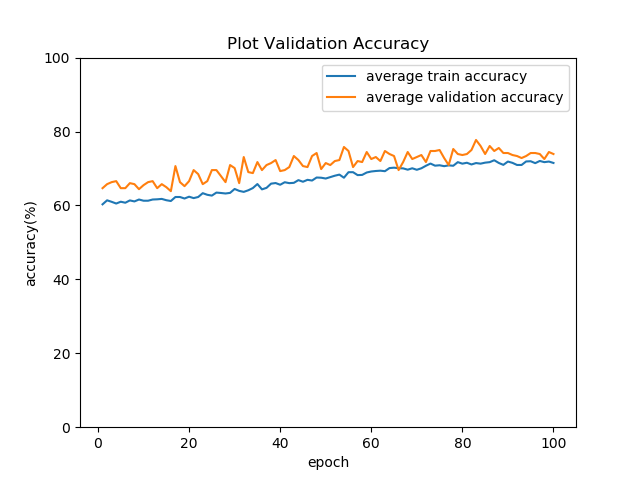 Plot Validation Accuracy
average train accuracy
average validation accuracy
accuracy(%)
100
80
60
40
20
0
0 20 40 60 80 100
epoch